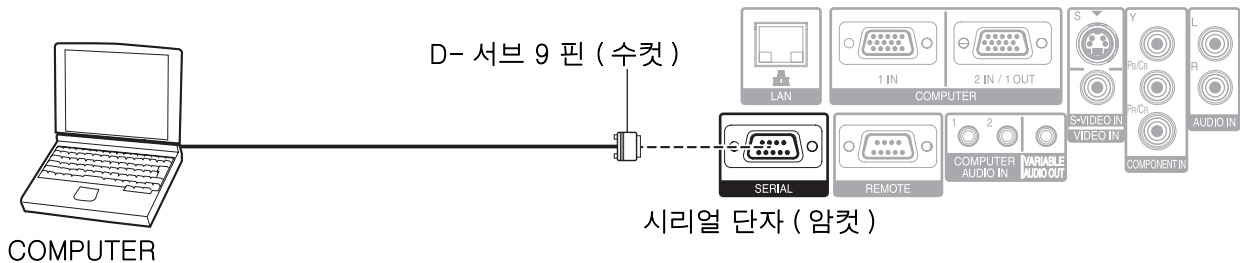 D- 서브 9 핀 ( 수컷 )
COMPUTER
LAN
1 IN
2 IN / 1 OUT
COMPUTER
S
S-VIDEO IN
VIDEO IN
Y
PB/CB
PR/CR
COMPONENT IN
L
R
AUDIO IN
SERIAL
REMOTE
1
2
COMPUTER
AUDIO IN
VARIABLE
AUDIO OUT
시리얼 단자 ( 암컷 )